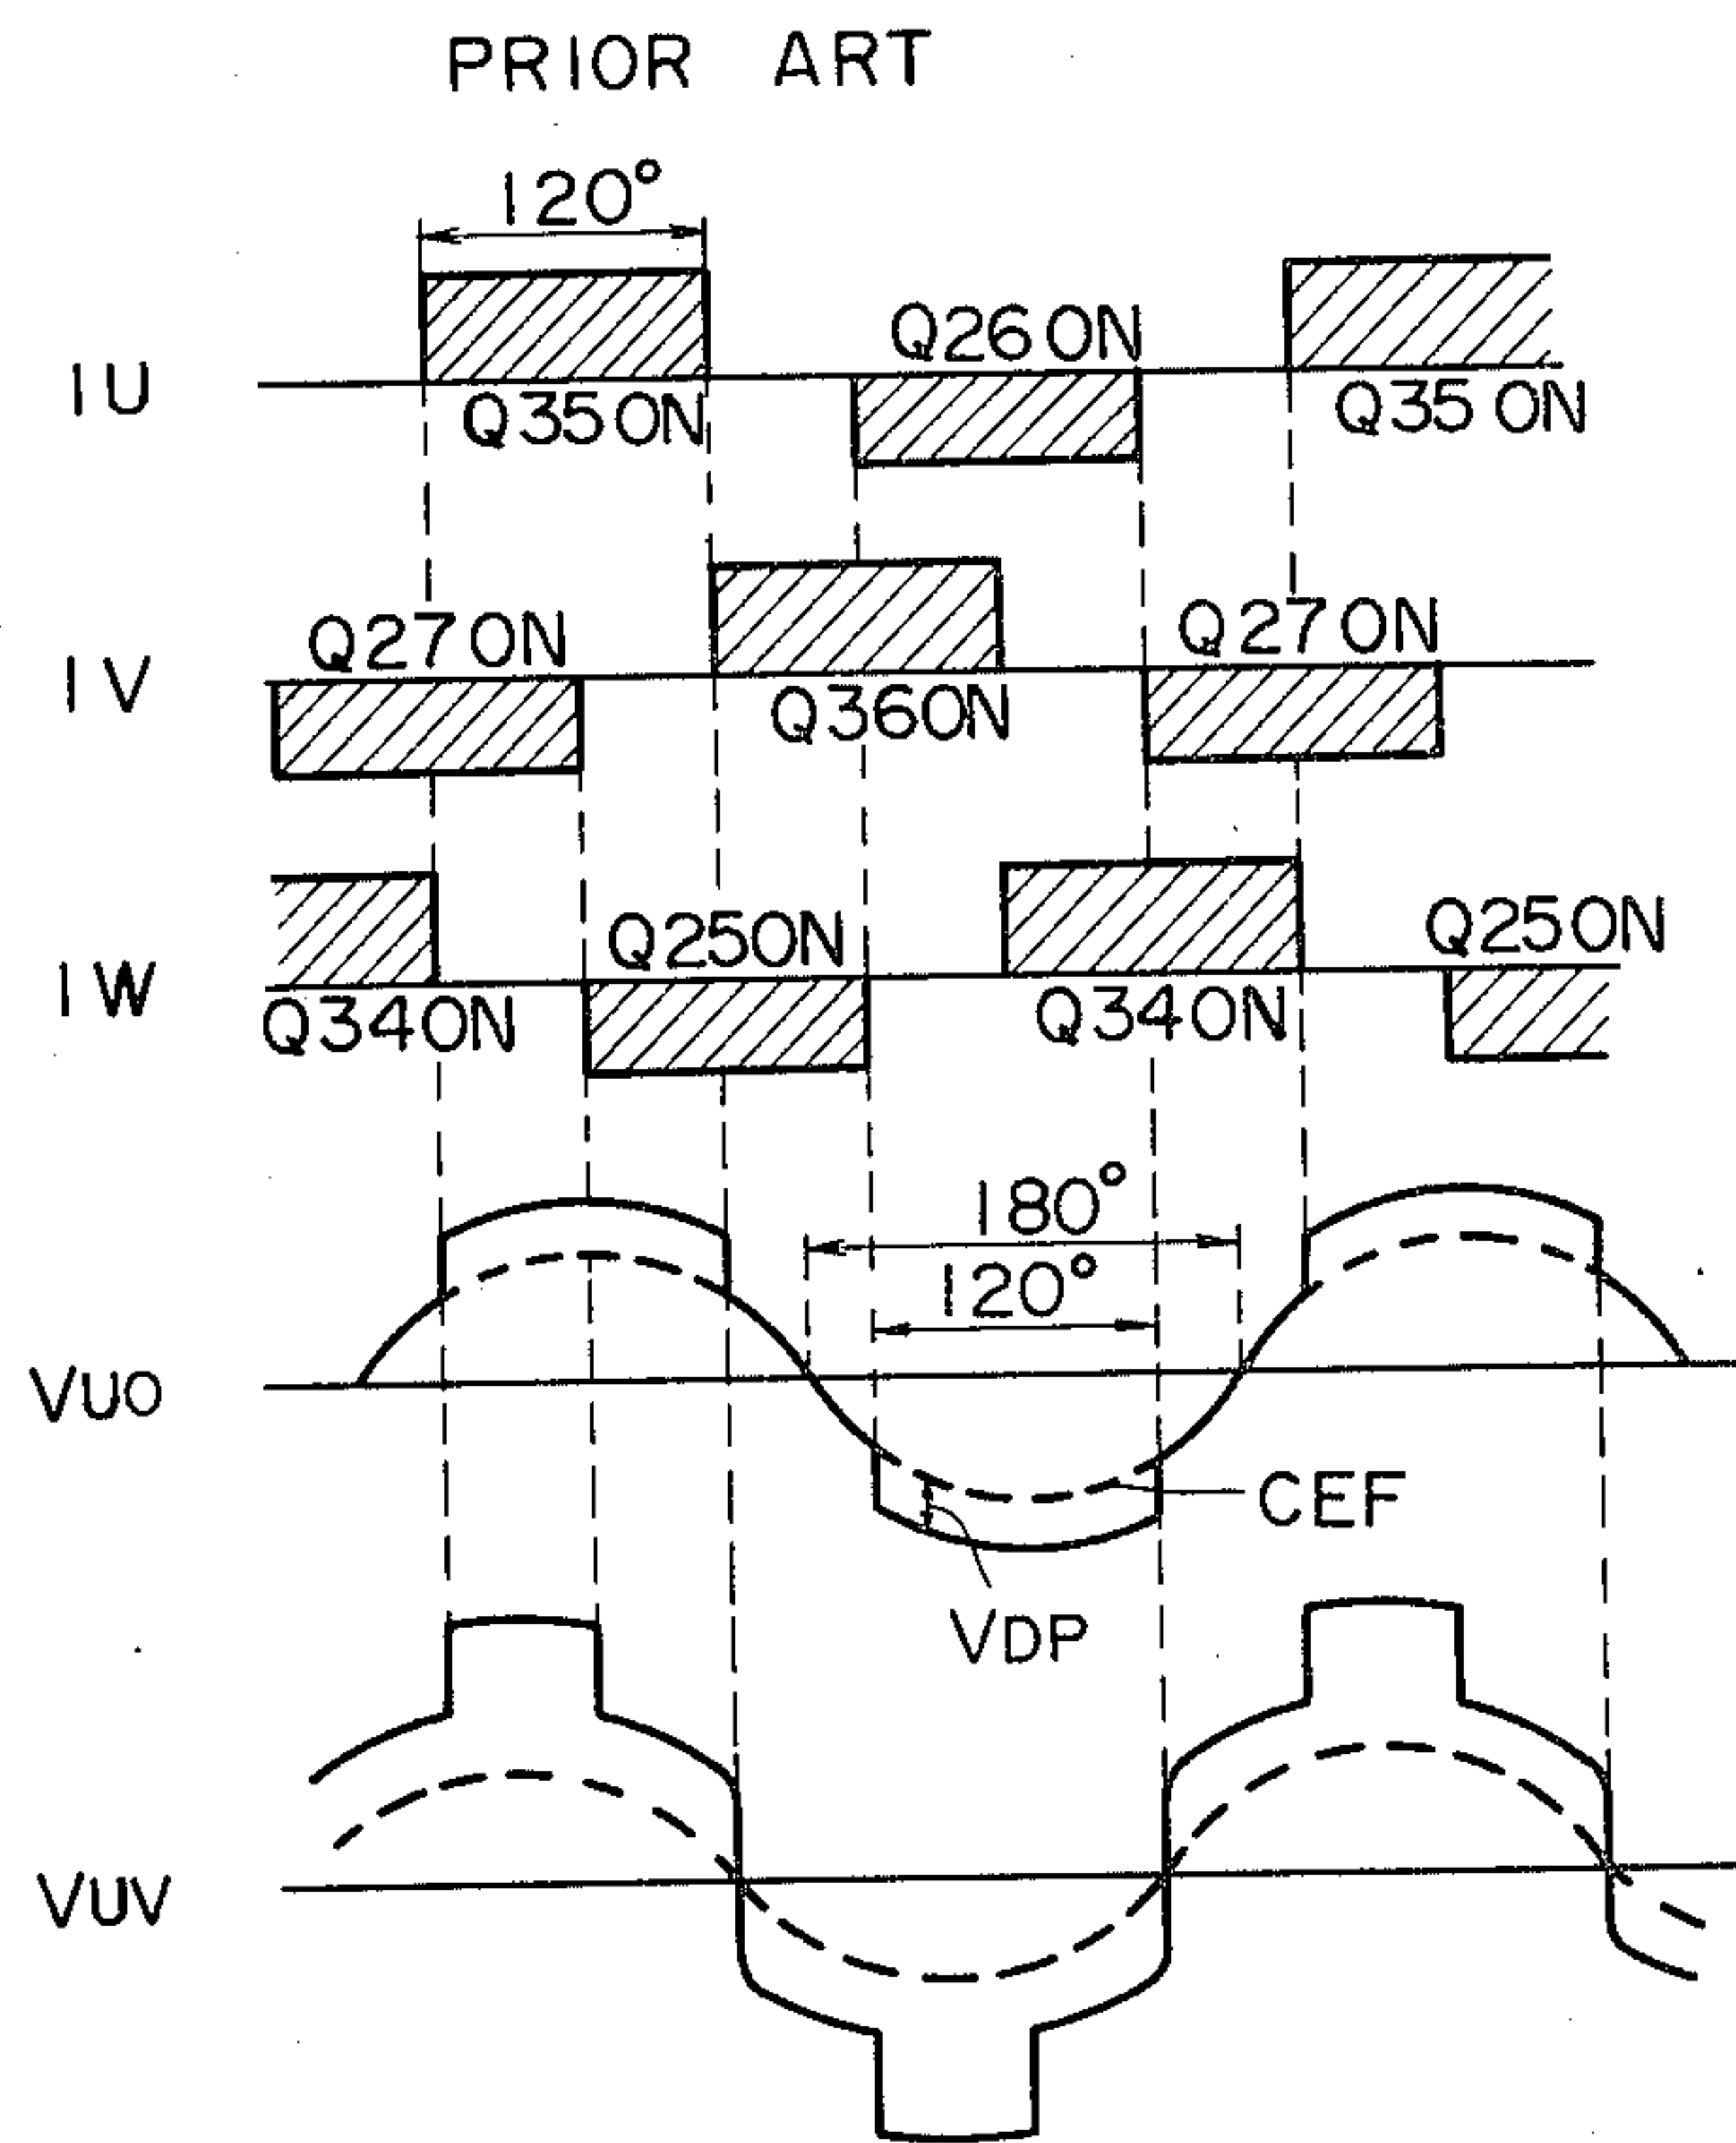 PRIOR ART
120°
Q26 ON
IU
Q35 ON
Q35 ON
Q27 ON
Q27 ON
IV
Q36 ON
Q25 ON
Q25 ON
IW
Q34 ON
Q34 ON
180°
120°
VUO
CEF
VDP
VUV